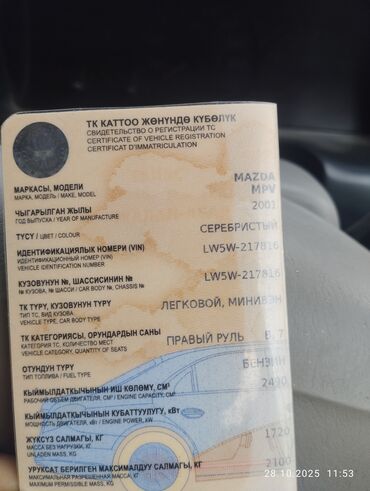 ТК КАТТОО ЖӨНҮНДӨ КҮБӨЛҮК
СВИДЕТЕЛЬСТВО О РЕГИСТРАЦИИ ТС
CERTIFICATE OF VEHICLE REGISTRATION
CERTIFICAT D'IMMATRICULATION
МАРКАСЫ, МОДЕЛИ
МАРКА, МОДЕЛЬ / MAKE, MODEL
MAZDA
MPV
ЧЫГАРЫЛГАН ЖЫЛЫ
ГОД ВЫПУСКА / YEAR OF MANUFACTURE
2001
ТҮСҮ / ЦВЕТ / COLOUR
СЕРЕБРИСТЫЙ
ИДЕНТИФИКАЦИЯЛЫК НОМЕРИ (VIN)
ИДЕНТИФИКАЦИОННЫЙ НОМЕР (VIN)
VEHICLE IDENTIFICATION NUMBER
LW5W-217816
КУЗОВУНУН №, ШАССИСИНИН №
№ КУЗОВА, № ШАССИ / CAR BODY №, CHASSIS №
LW5W-217816
ТК ТҮРҮ, КУЗОВУНУН ТҮРҮ
ТИП ТС, ВИД КУЗОВА
VEHICLE TYPE, CAR BODY TYPE
ЛЕГКОВОЙ, МИНИВЭН
ТК КАТЕГОРИЯСЫ, ОРУНДАРДЫН САНЫ
КАТЕГОРИЯ ТС, КОЛИЧЕСТВО МЕСТ
VEHICLE CATEGORY, QUANTITY OF SEATS
ПРАВЫЙ РУЛЬ B, 7
ОТУНДУН ТҮРҮ
ТИП ТОПЛИВА / FUEL TYPE
БЕНЗИН
КЫЙМЫЛДАТКЫЧЫНЫН ИШ КӨЛӨМҮ, СМ³
РАБОЧИЙ ОБЪЕМ ДВИГАТЕЛЯ, СМ³ / ENGINE CAPACITY, CM³
2490
КЫЙМЫЛДАТКЫЧЫНЫН КУБАТТУУЛУГУ, кВт
МОЩНОСТЬ ДВИГАТЕЛЯ, кВт / ENGINE POWER, KW
ЖҮКСҮЗ САЛМАГЫ, КГ
МАССА БЕЗ НАГРУЗКИ, КГ
UNLADEN MASS, KG
1720
УРУКСАТ БЕРИЛГЕН МАКСИМАЛДУУ САЛМАГЫ, КГ
РАЗРЕШЕННАЯ МАКСИМАЛЬНАЯ МАССА, КГ
MAXIMUM PERMISSIBLE MASS, KG
2100
28.10.2025 11:53